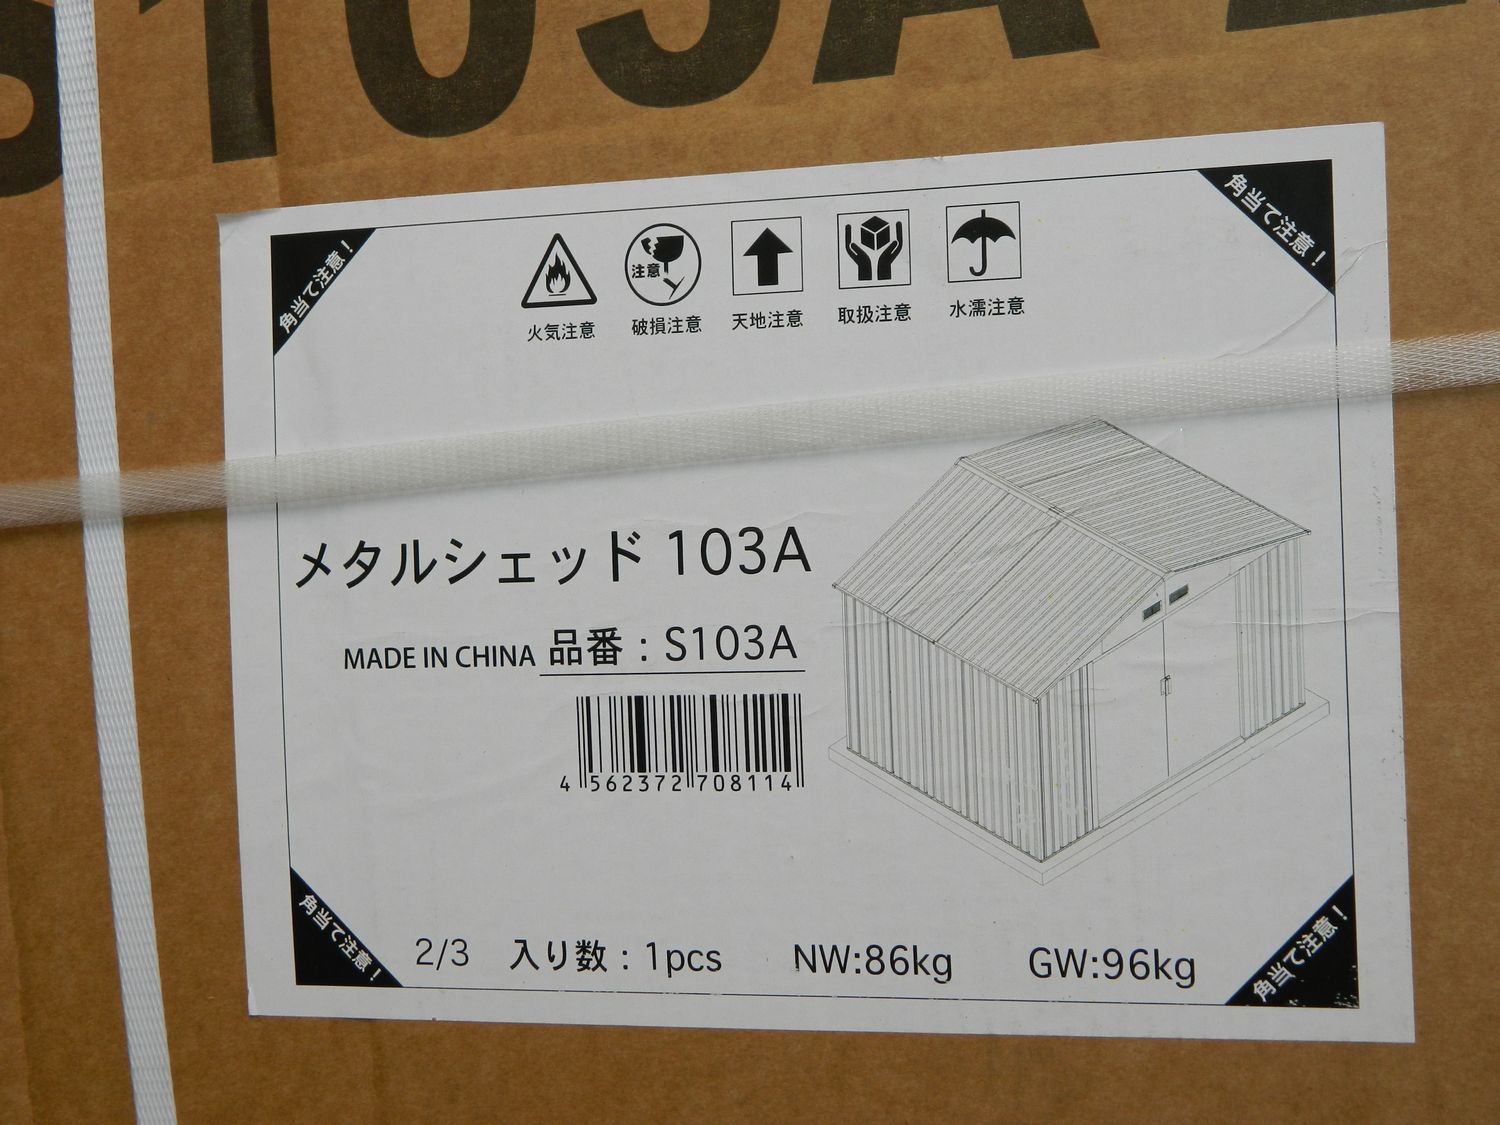 S103A
角当て注意！
角当て注意！
注意
火気注意 破損注意 天地注意 取扱注意 水濡注意
メタルシェッド 103A
MADE IN CHINA 品番：S103A
4 562372 708114
角当て注意！
角当て注意！
2/3 入り数：1pcs NW:86kg GW:96kg